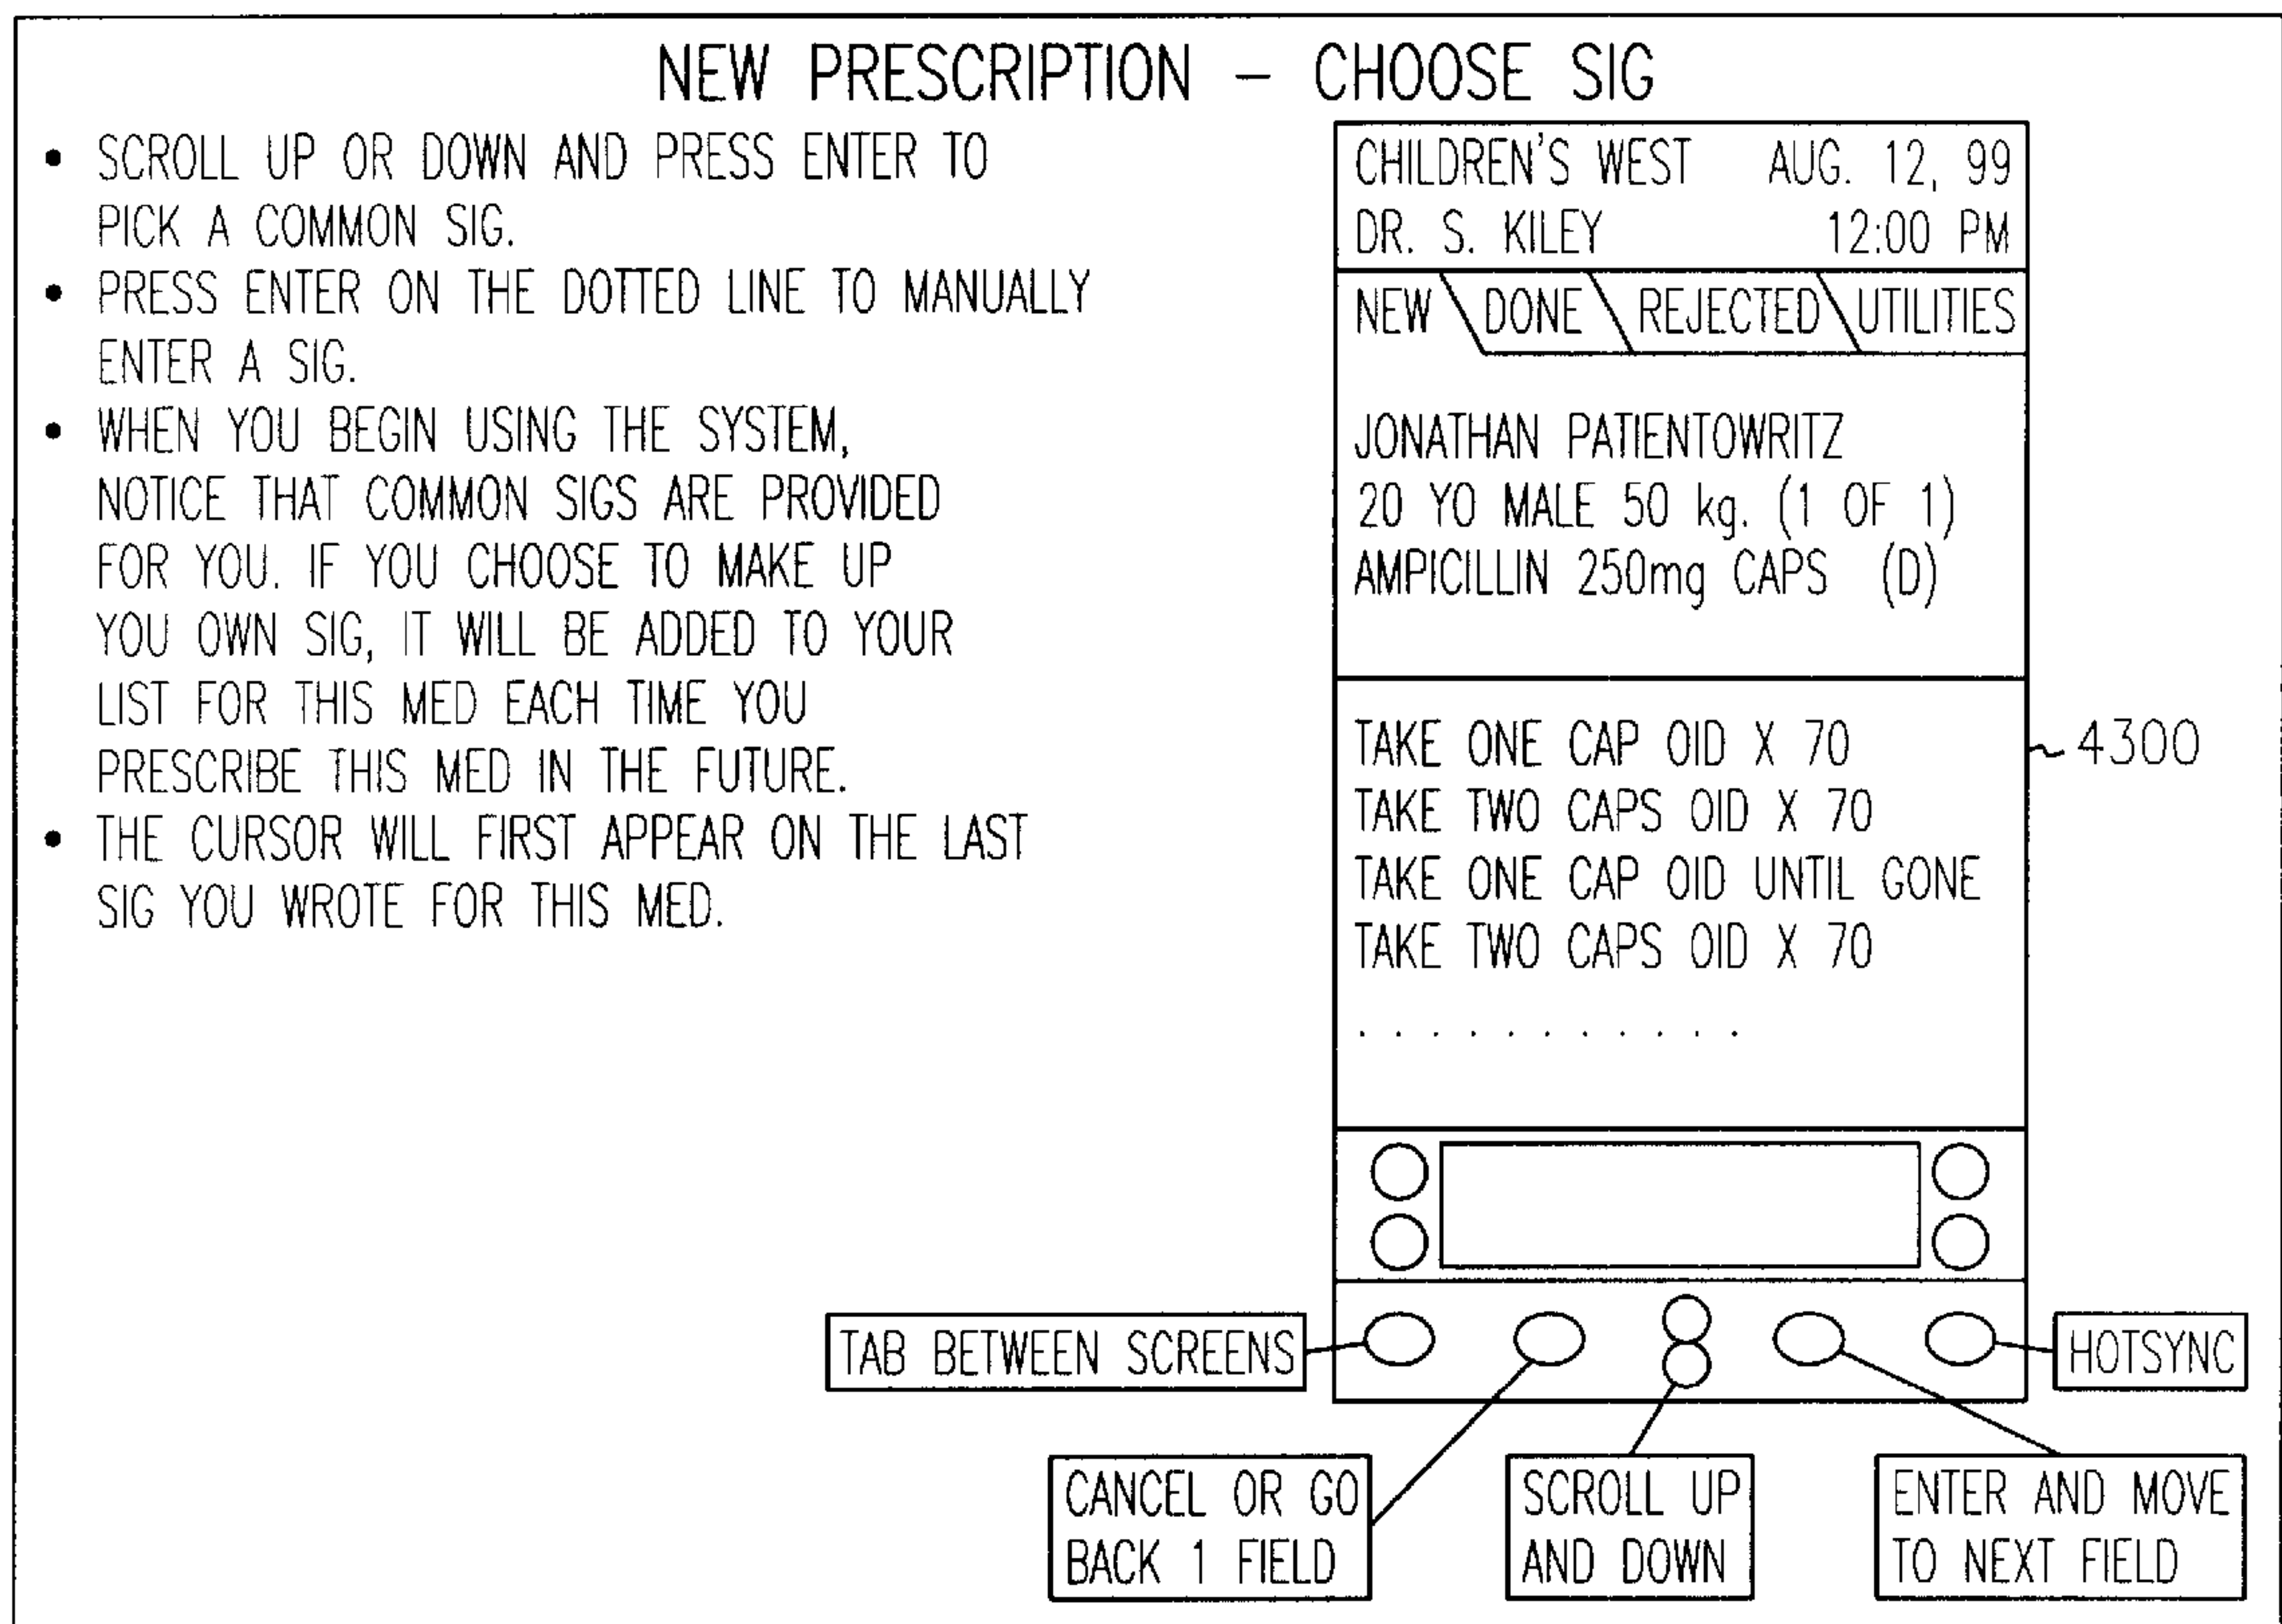 NEW PRESCRIPTION – CHOOSE SIG
• SCROLL UP OR DOWN AND PRESS ENTER TO
PICK A COMMON SIG.
• PRESS ENTER ON THE DOTTED LINE TO MANUALLY
ENTER A SIG.
• WHEN YOU BEGIN USING THE SYSTEM,
NOTICE THAT COMMON SIGS ARE PROVIDED
FOR YOU. IF YOU CHOOSE TO MAKE UP
YOU OWN SIG, IT WILL BE ADDED TO YOUR
LIST FOR THIS MED EACH TIME YOU
PRESCRIBE THIS MED IN THE FUTURE.
• THE CURSOR WILL FIRST APPEAR ON THE LAST
SIG YOU WROTE FOR THIS MED.
CHILDREN'S WEST AUG. 12, 99
DR. S. KILEY 12:00 PM
NEW DONE REJECTED UTILITIES
JONATHAN PATIENTOWRITZ
20 YO MALE 50 kg. (1 OF 1)
AMPICILLIN 250mg CAPS (D)
TAKE ONE CAP OID X 70
TAKE TWO CAPS OID X 70
TAKE ONE CAP OID UNTIL GONE
TAKE TWO CAPS OID X 70
. . . . . . . . . . .
4300
TAB BETWEEN SCREENS
HOTSYNC
CANCEL OR GO
BACK 1 FIELD
SCROLL UP
AND DOWN
ENTER AND MOVE
TO NEXT FIELD